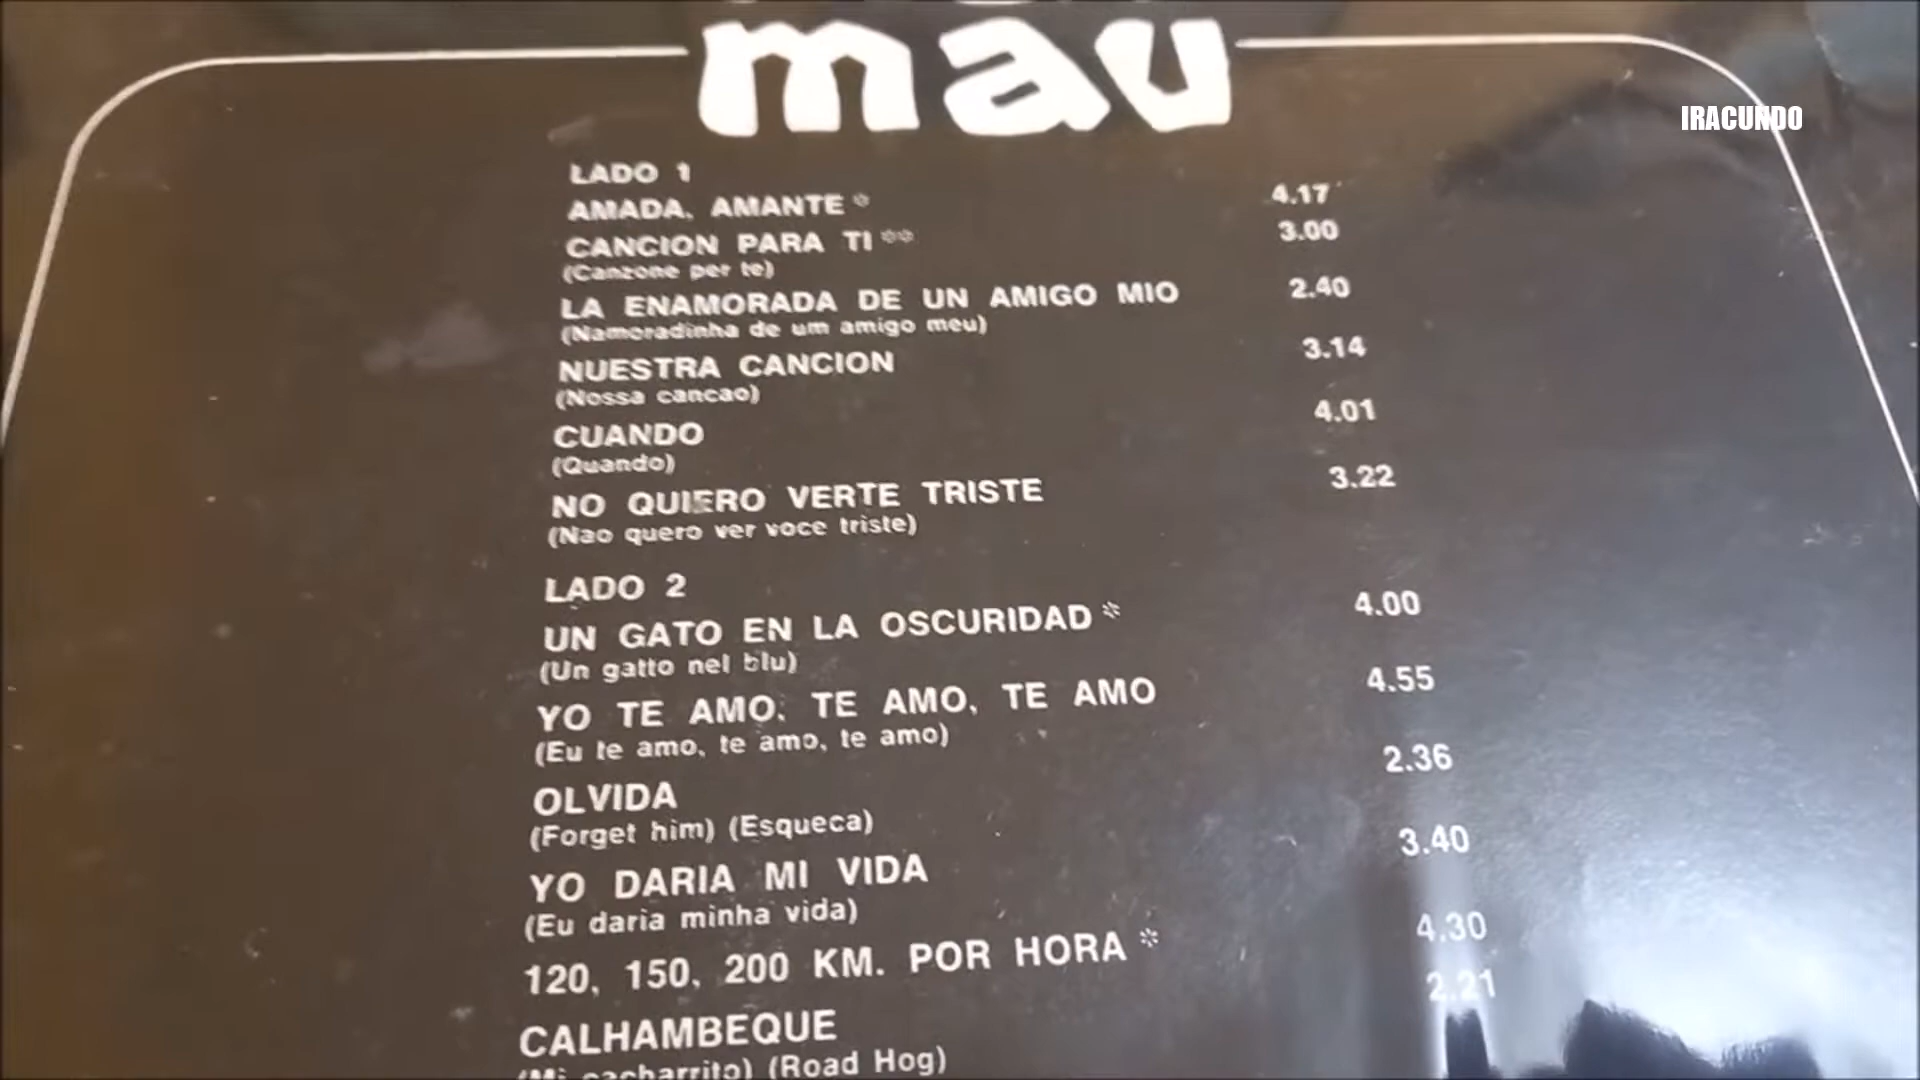 mau
IRACUNDO
LADO 1
AMADA, AMANTE * 4.17
CANCION PARA TI ** 3.00
(Canzone per te)
LA ENAMORADA DE UN AMIGO MIO 2.40
(Namoradinha de um amigo meu)
NUESTRA CANCION 3.14
(Nossa cancao)
CUANDO 4.01
(Quando)
NO QUIERO VERTE TRISTE 3.22
(Nao quero ver voce triste)
LADO 2
UN GATO EN LA OSCURIDAD * 4.00
(Un gatto nel blu)
YO TE AMO, TE AMO, TE AMO 4.55
(Eu te amo, te amo, te amo)
OLVIDA 2.36
(Forget him) (Esqueca)
YO DARIA MI VIDA 3.40
(Eu daria minha vida)
120, 150, 200 KM. POR HORA * 4.30
CALHAMBEQUE 2.21
(Mi cacharrito) (Road Hog)